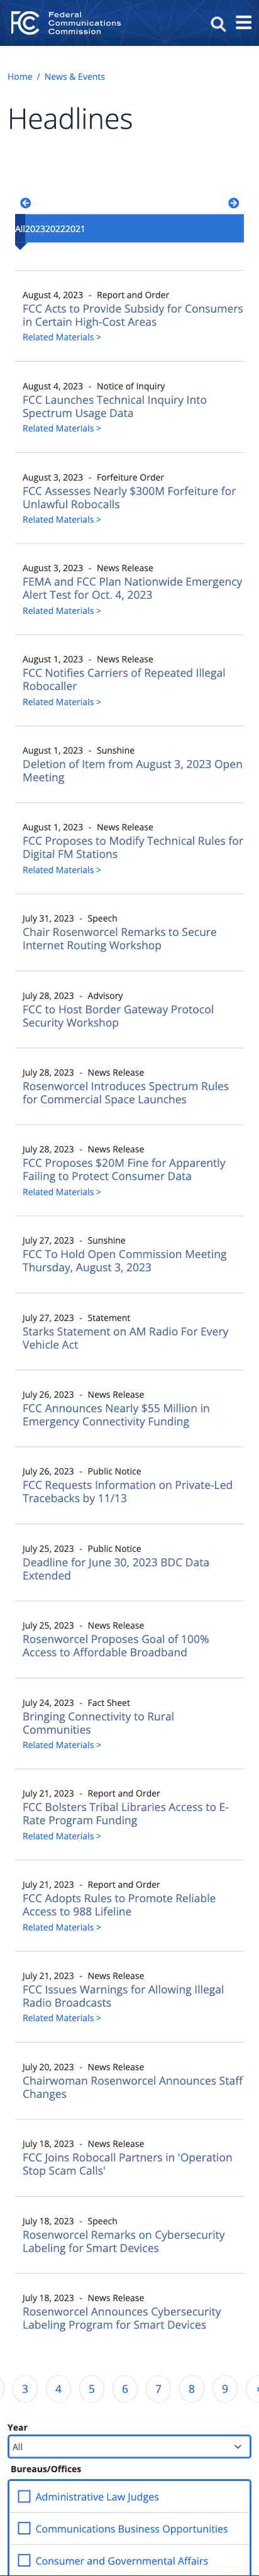 FC
Federal
Communications
Commission
Home / News & Events
Headlines
All202320222021
August 4, 2023 - Report and Order
FCC Acts to Provide Subsidy for Consumers
in Certain High-Cost Areas
Related Materials >
August 4, 2023 - Notice of Inquiry
FCC Launches Technical Inquiry Into
Spectrum Usage Data
Related Materials >
August 3, 2023 - Forfeiture Order
FCC Assesses Nearly $300M Forfeiture for
Unlawful Robocalls
Related Materials >
August 3, 2023 - News Release
FEMA and FCC Plan Nationwide Emergency
Alert Test for Oct. 4, 2023
Related Materials >
August 1, 2023 - News Release
FCC Notifies Carriers of Repeated Illegal
Robocaller
Related Materials >
August 1, 2023 - Sunshine
Deletion of Item from August 3, 2023 Open
Meeting
August 1, 2023 - News Release
FCC Proposes to Modify Technical Rules for
Digital FM Stations
Related Materials >
July 31, 2023 - Speech
Chair Rosenworcel Remarks to Secure
Internet Routing Workshop
July 28, 2023 - Advisory
FCC to Host Border Gateway Protocol
Security Workshop
July 28, 2023 - News Release
Rosenworcel Introduces Spectrum Rules
for Commercial Space Launches
July 28, 2023 - News Release
FCC Proposes $20M Fine for Apparently
Failing to Protect Consumer Data
Related Materials >
July 27, 2023 - Sunshine
FCC To Hold Open Commission Meeting
Thursday, August 3, 2023
July 27, 2023 - Statement
Starks Statement on AM Radio For Every
Vehicle Act
July 26, 2023 - News Release
FCC Announces Nearly $55 Million in
Emergency Connectivity Funding
July 26, 2023 - Public Notice
FCC Requests Information on Private-Led
Tracebacks by 11/13
July 25, 2023 - Public Notice
Deadline for June 30, 2023 BDC Data
Extended
July 25, 2023 - News Release
Rosenworcel Proposes Goal of 100%
Access to Affordable Broadband
July 24, 2023 - Fact Sheet
Bringing Connectivity to Rural
Communities
Related Materials >
July 21, 2023 - Report and Order
FCC Bolsters Tribal Libraries Access to E-
Rate Program Funding
Related Materials >
July 21, 2023 - Report and Order
FCC Adopts Rules to Promote Reliable
Access to 988 Lifeline
Related Materials >
July 21, 2023 - News Release
FCC Issues Warnings for Allowing Illegal
Radio Broadcasts
Related Materials >
July 20, 2023 - News Release
Chairwoman Rosenworcel Announces Staff
Changes
July 18, 2023 - News Release
FCC Joins Robocall Partners in 'Operation
Stop Scam Calls'
July 18, 2023 - Speech
Rosenworcel Remarks on Cybersecurity
Labeling for Smart Devices
July 18, 2023 - News Release
Rosenworcel Announces Cybersecurity
Labeling Program for Smart Devices
3 4 5 6 7 8 9
Year
All
Bureaus/Offices
Administrative Law Judges
Communications Business Opportunities
Consumer and Governmental Affairs